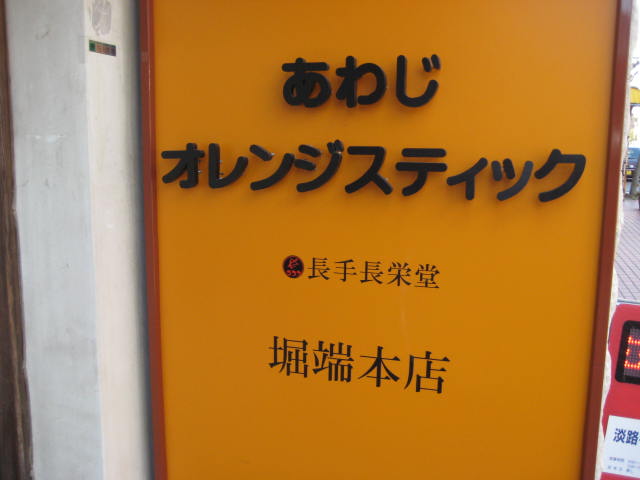 あわじ
オレンジスティック
長手長栄堂
堀端本店
淡路